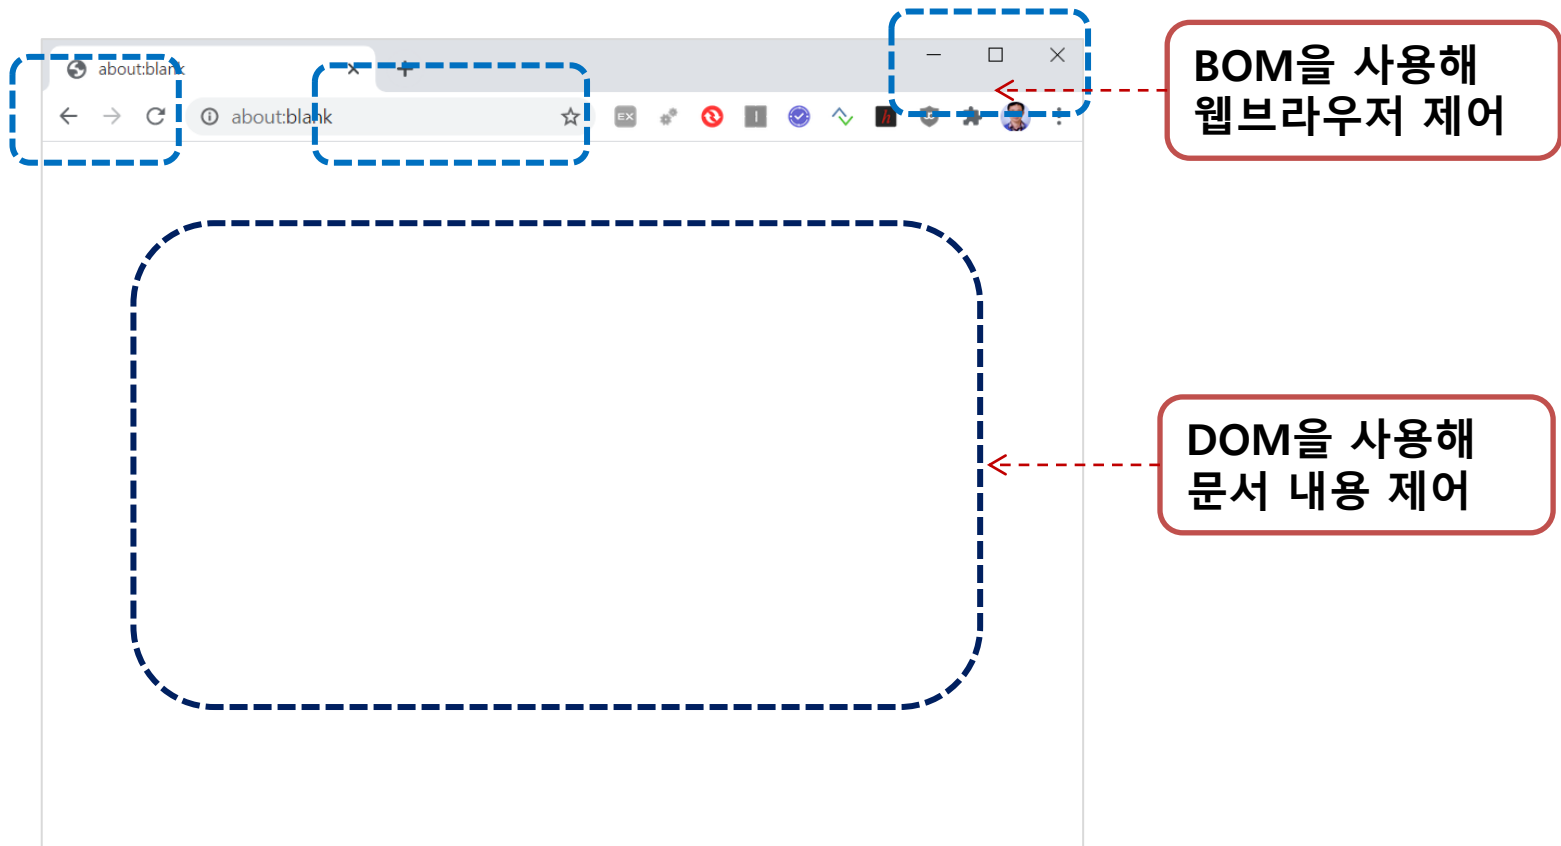 about:blank
about:blank
EX
h
BOM을 사용해
웹브라우저 제어
DOM을 사용해
문서 내용 제어